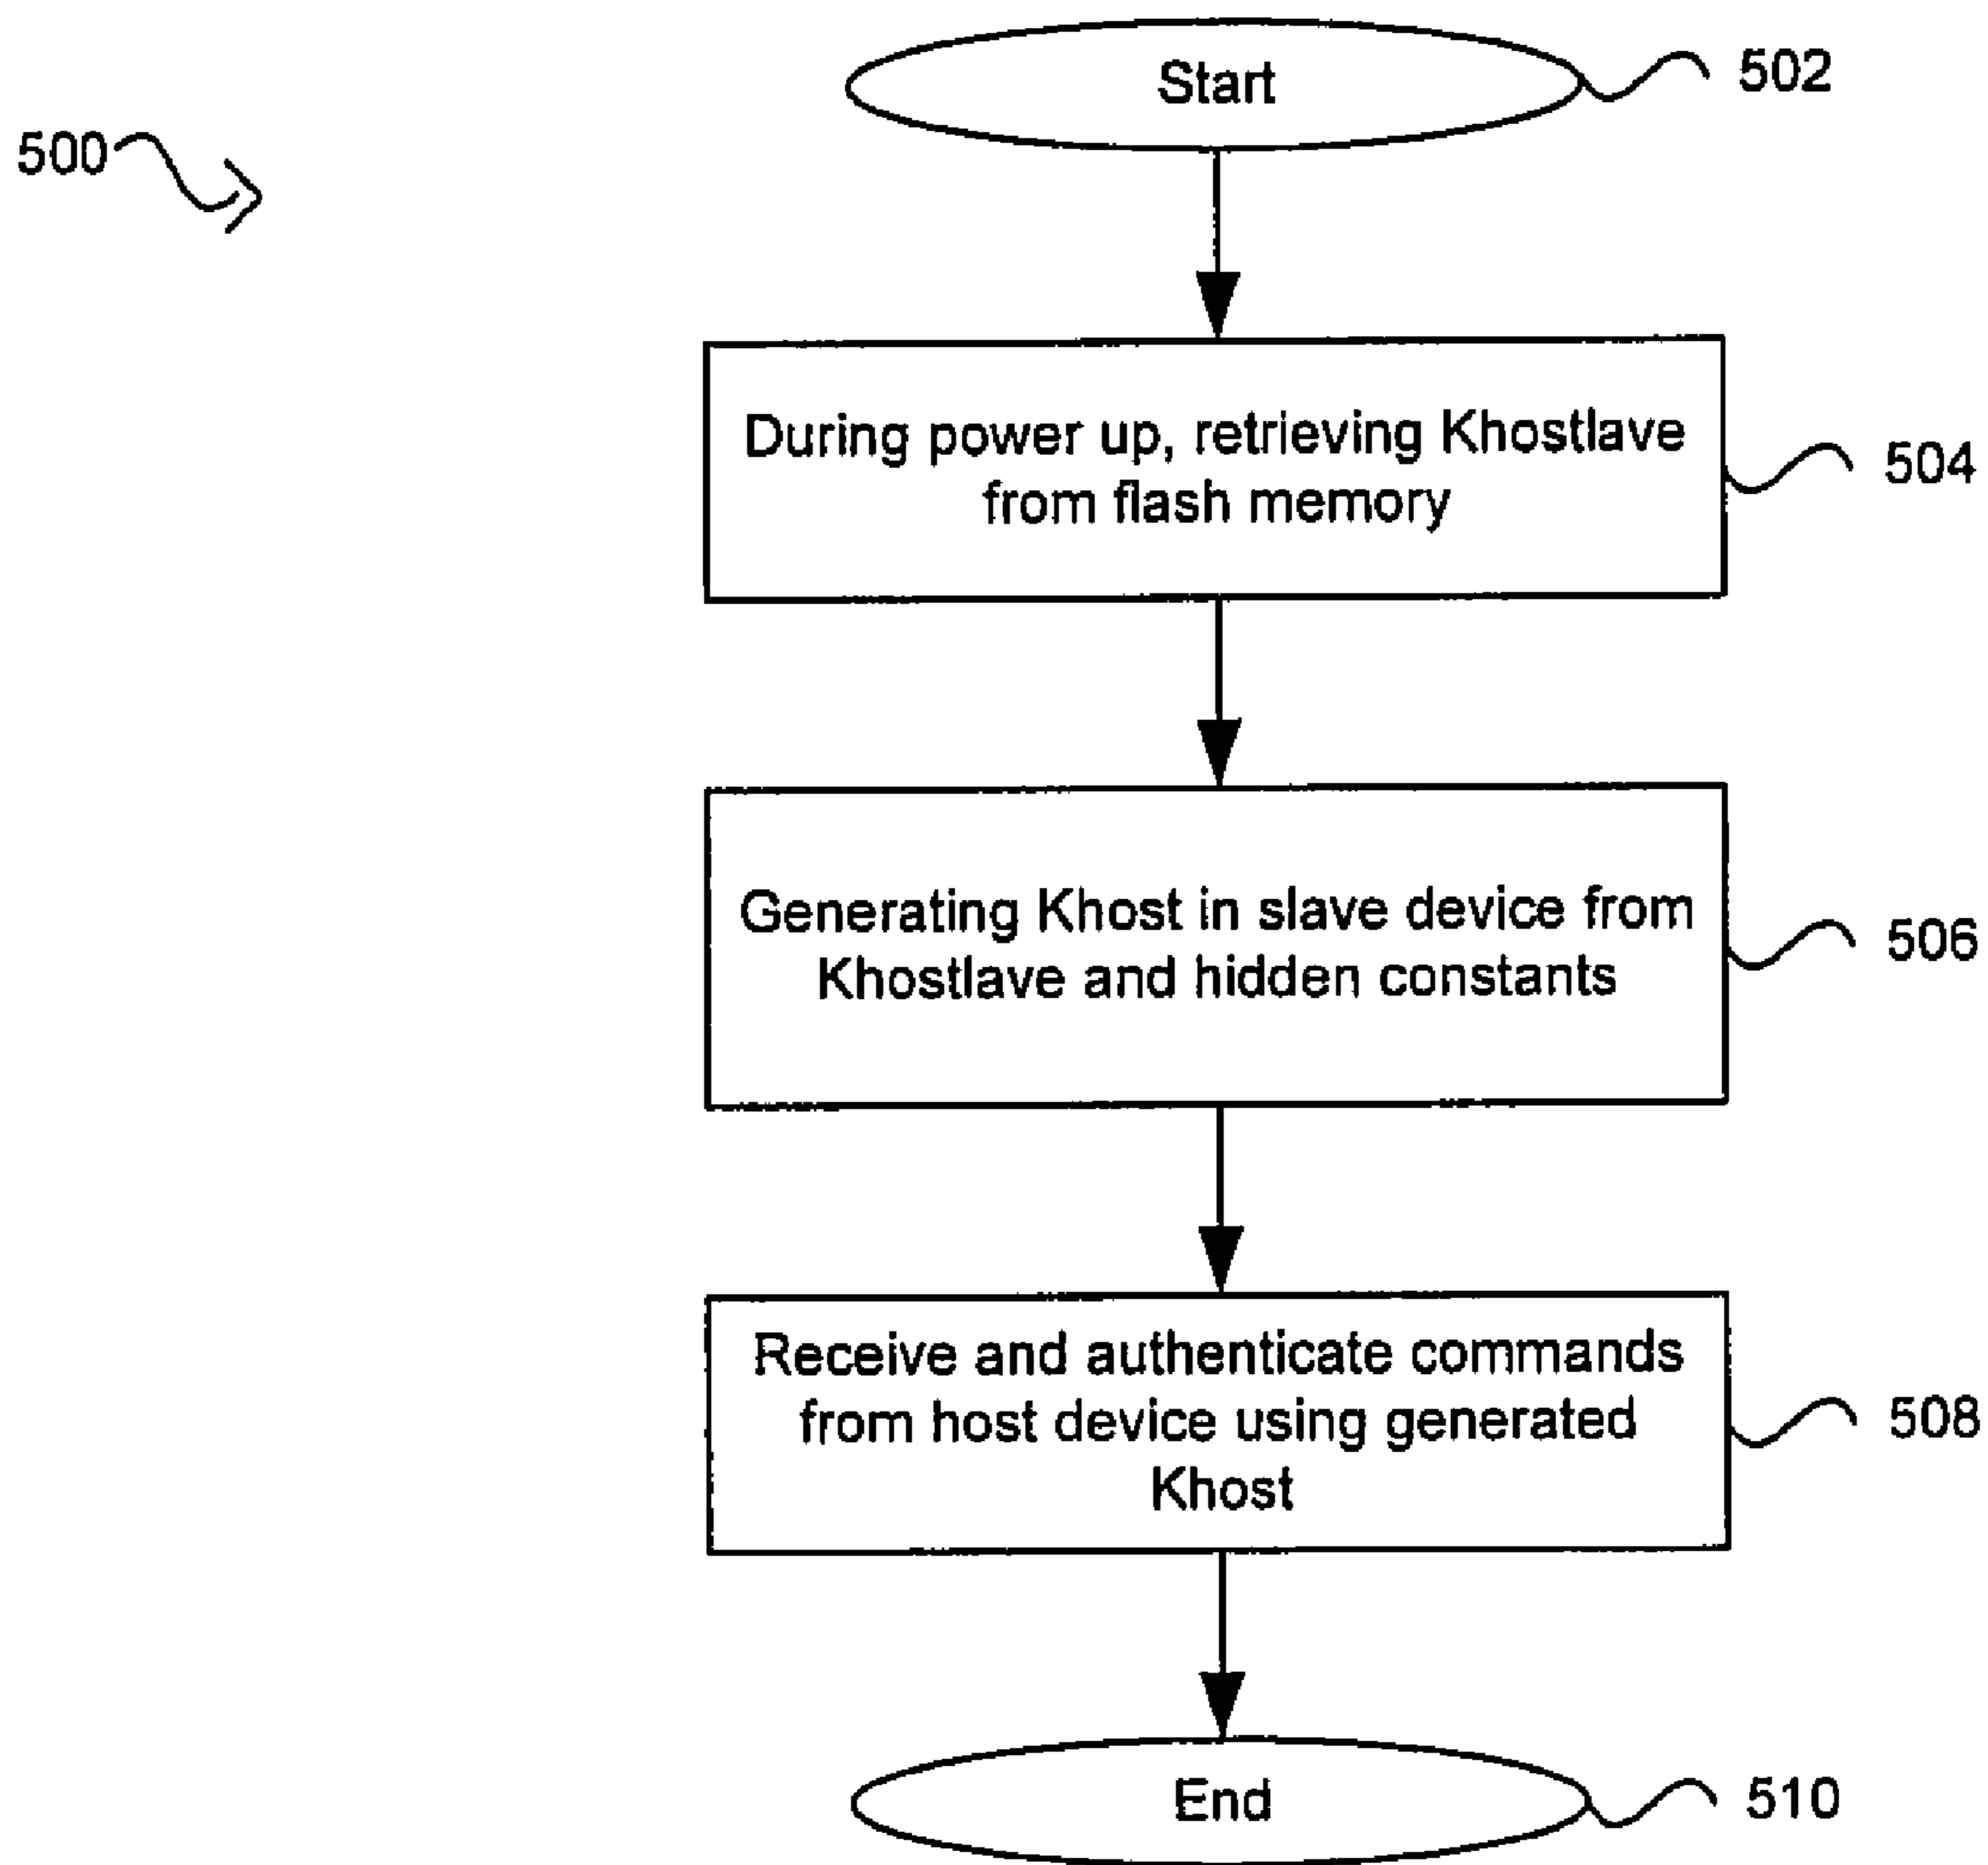 Start
502
500
During power up, retrieving Khostlave
from flash memory
504
Generating Khost in slave device from
Khostlave and hidden constants
506
Receive and authenticate commands
from host device using generated
Khost
508
End
510